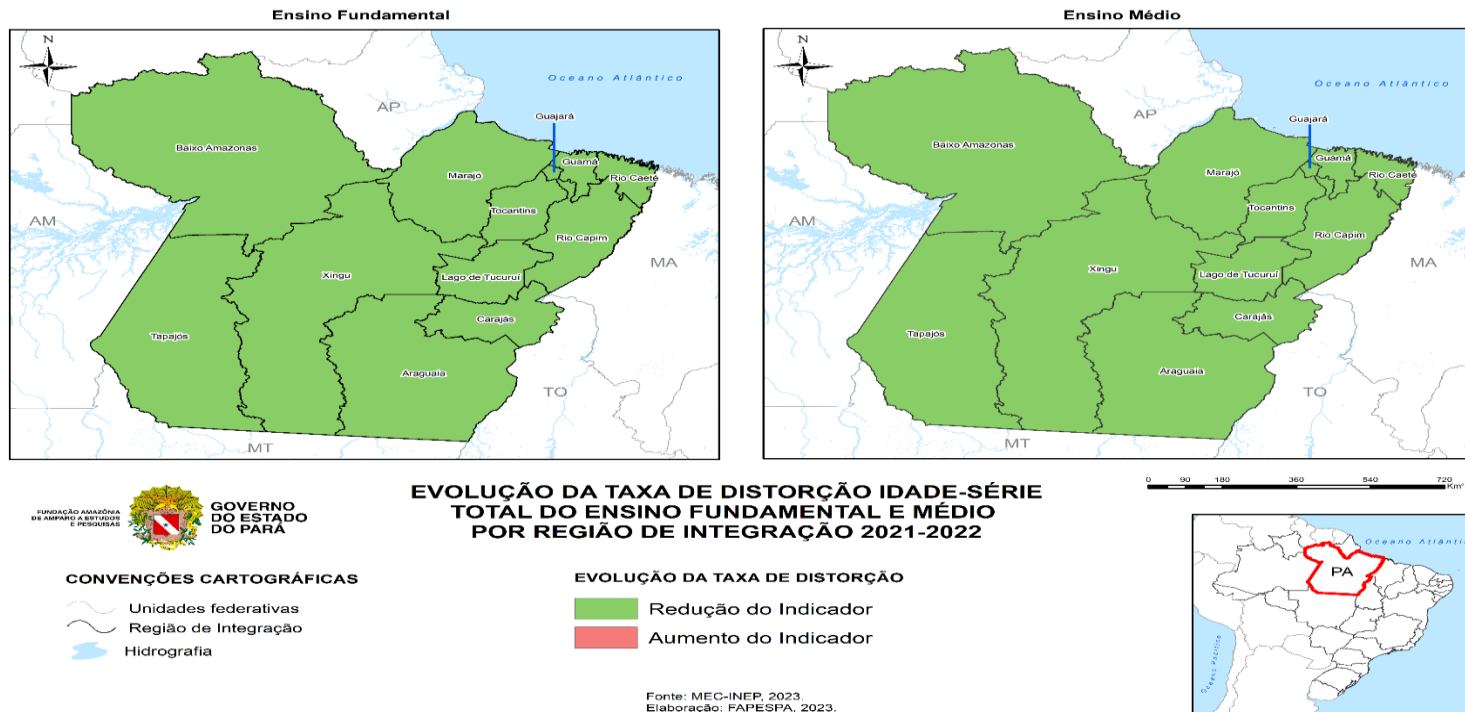 Ensino Fundamental
N
Oceano Atlântico
AP
Guajará
Baixo Amazonas
Marajó
Guamá
Rio Caeté
AM
Tocantins
Rio Capim
MA
Xingu
Lago de Tucuruí
Carajás
Tapajós
Araguaia
TO
MT
Ensino Médio
N
Oceano Atlântico
AP
Guajará
Baixo Amazonas
Marajó
Guamá
Rio Caeté
AM
Tocantins
Rio Capim
MA
Xingu
Lago de Tucuruí
Carajás
Tapajós
Araguaia
TO
MT
FUNDAÇÃO AMAZÔNIA
DE AMPARO A ESTUDOS
E PESQUISAS
GOVERNO
DO ESTADO
DO PARÁ
EVOLUÇÃO DA TAXA DE DISTORÇÃO IDADE-SÉRIE
TOTAL DO ENSINO FUNDAMENTAL E MÉDIO
POR REGIÃO DE INTEGRAÇÃO 2021-2022
0 90 180 360 540 720
Km²
CONVENÇÕES CARTOGRÁFICAS
Unidades federativas
Região de Integração
Hidrografia
EVOLUÇÃO DA TAXA DE DISTORÇÃO
Redução do Indicador
Aumento do Indicador
Oceano Atlântico
PA
Oceano Pacífico
Fonte: MEC-INEP, 2023.
Elaboração: FAPESPA, 2023.